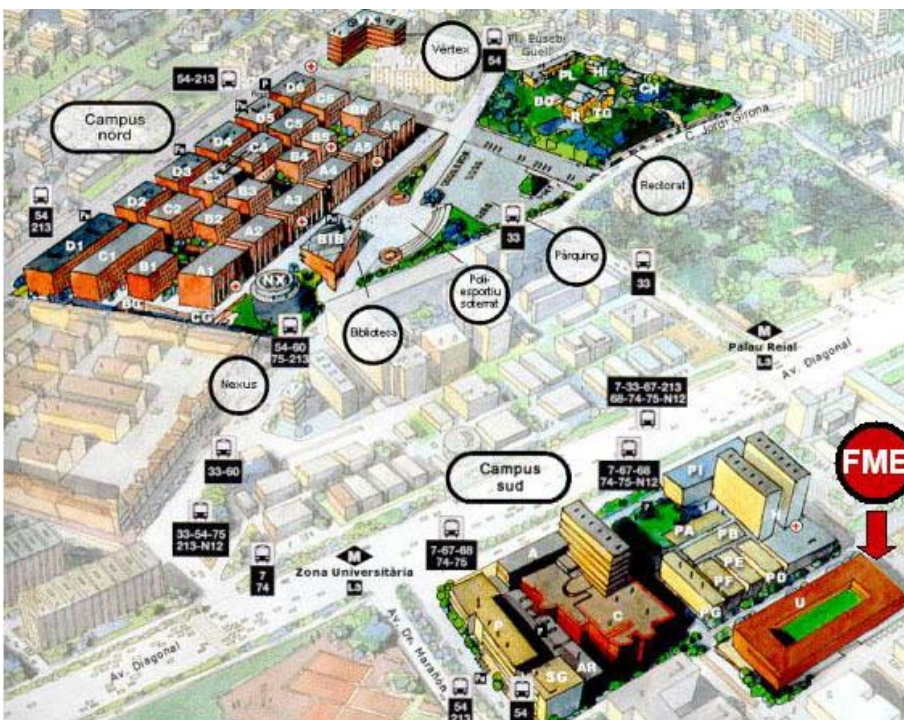 Vèrtex
54
Pl. Eusebi
Güell
54-213
P
Campus
nord
D6
C6
B6
A6
D5
C5
B5
A5
D4
C4
B4
A4
D3
C3
B3
A3
D2
C2
B2
A2
D1
C1
B1
A1
54
213
PL
HI
BD
CH
R
TG
C. Jordi Girona
Rectorat
BIB
NX
CG
33
Pàrquing
33
Poli-
esportiu
soterrat
Biblioteca
54-60
75-213
Nexus
M
Palau Reial
L3
Av. Diagonal
7-33-67-213
68-74-75-N12
7-67-68
74-75-N12
Campus
sud
33-60
33-54-75
213-N12
7
74
M
Zona Universitària
L3
7-67-68
74-75
FME
PI
H
PA
PB
PE
PF
PD
PG
U
A
C
P
AR
SG
Av. Diagonal
Av. Dr. Marañón
54
213
54